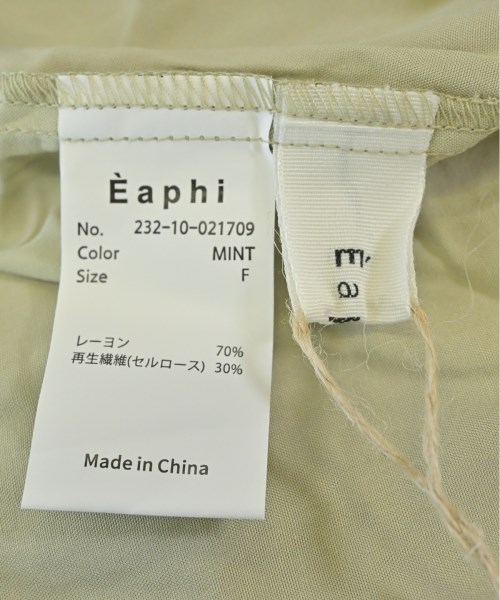 Èaphi
No. 232-10-021709
Color MINT
Size F
レーヨン 70%
再生繊維(セルロース) 30%
Made in China
Éa